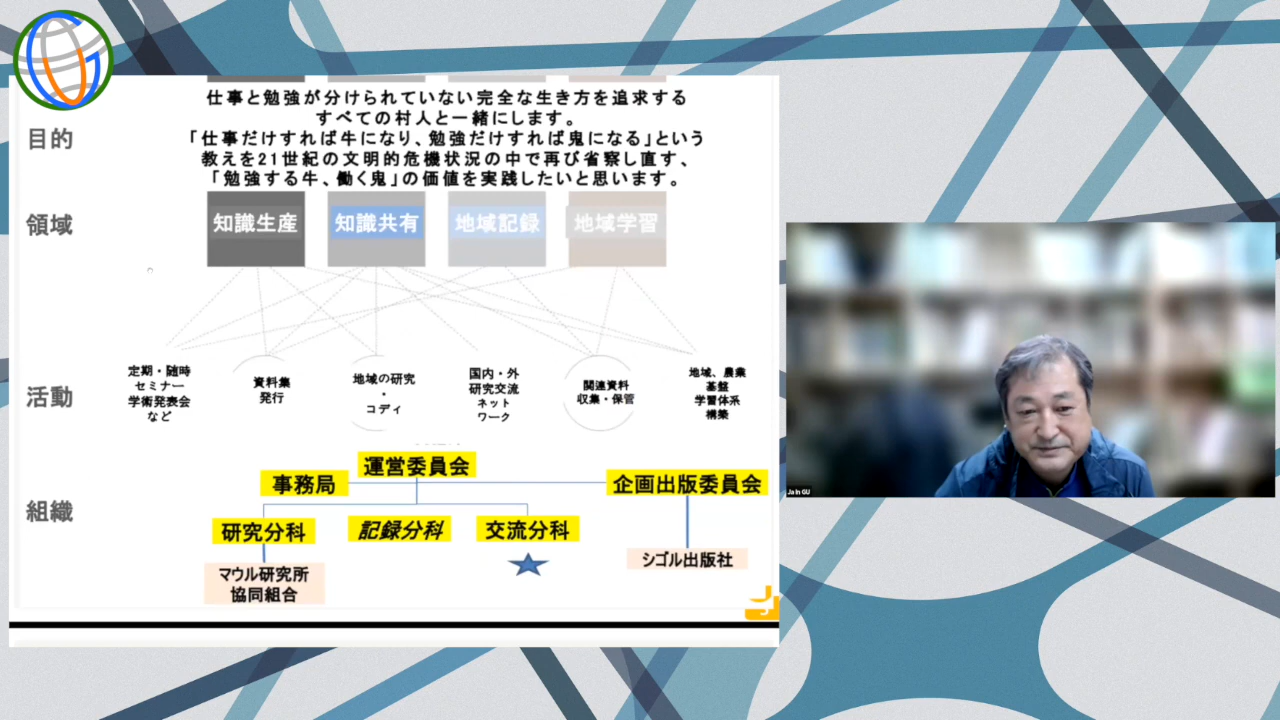 目的
仕事と勉強が分けられていない完全な生き方を追求する
すべての村人と一緒にします。
「仕事だけすれば牛になり、勉強だけすれば鬼になる」という
教えを21世紀の文明的危機状況の中で再び省察し直す、
「勉強する牛、働く鬼」の価値を実践したいと思います。
領域
知識生産
知識共有
地域記録
地域学習
活動
定期・随時
セミナー
学術発表会
など
資料集
発行
地域の研究
・
コディ
国内・外
研究交流
ネット
ワーク
関連資料
収集・保管
地域、農業
基盤
学習体系
構築
組織
運営委員会
事務局
企画出版委員会
研究分科
記録分科
交流分科
マウル研究所
協同組合
シゴル出版社
Ja In GU